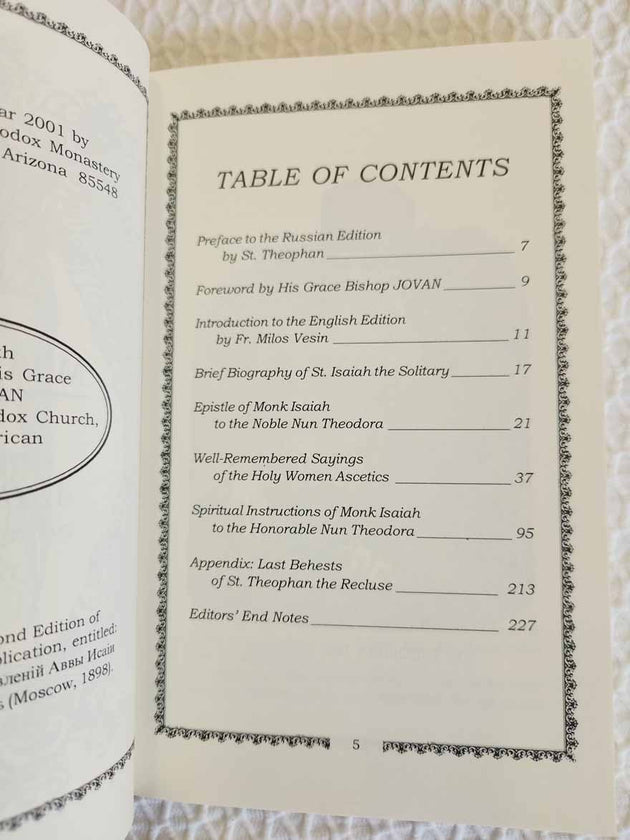 ar 2001 by
odox Monastery
Arizona 85548
th
is Grace
AN
dox Church,
rican
ond Edition of
blication, entitled:
влений Аввы Исаiи
s (Moscow, 1898).
TABLE OF CONTENTS
Preface to the Russian Edition
by St. Theophan 7
Foreword by His Grace Bishop JOVAN 9
Introduction to the English Edition
by Fr. Milos Vesin 11
Brief Biography of St. Isaiah the Solitary 17
Epistle of Monk Isaiah
to the Noble Nun Theodora 21
Well-Remembered Sayings
of the Holy Women Ascetics 37
Spiritual Instructions of Monk Isaiah
to the Honorable Nun Theodora 95
Appendix: Last Behests
of St. Theophan the Recluse 213
Editors' End Notes 227
5